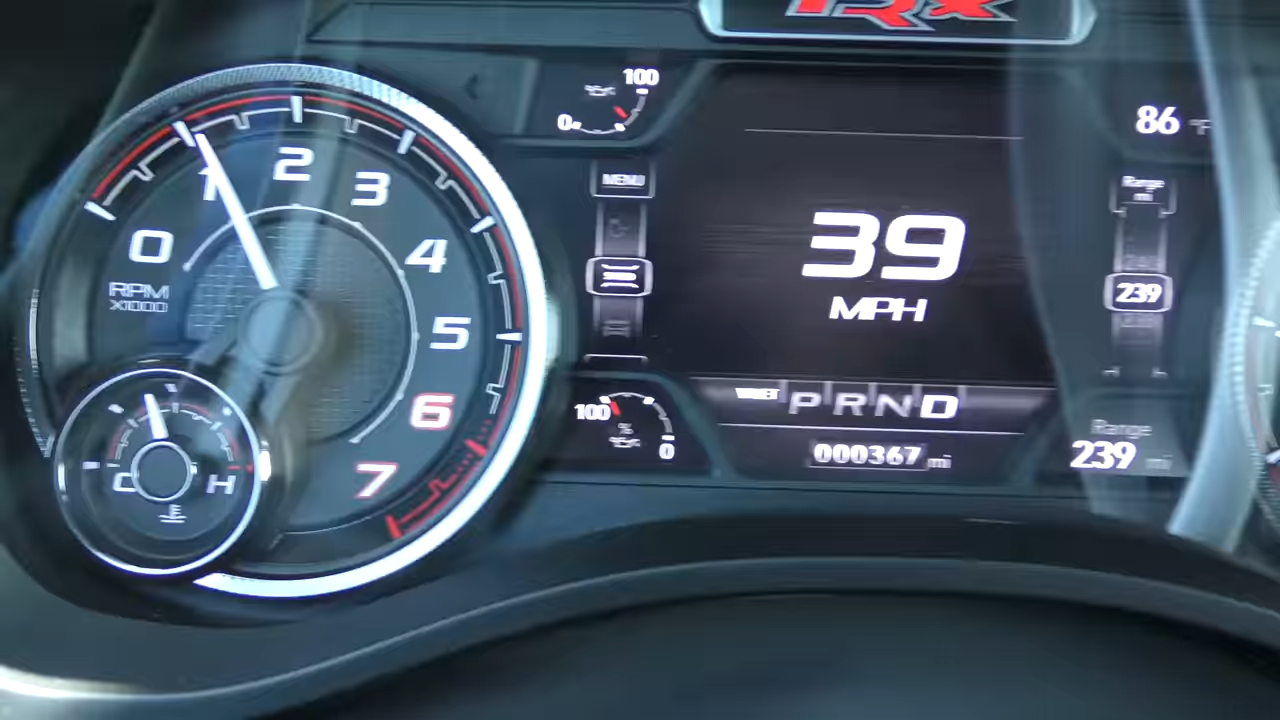 TRX
100
0
86 °F
MENU
Range
mi
1
2
3
0
4
39
239
RPM
X1000
MPH
5
P R N D
6
100
%
0
Range
000367 mi
239 mi
7
C H